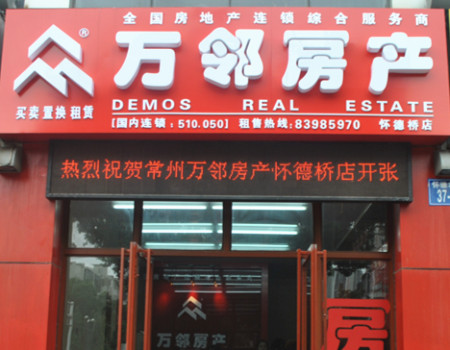 全国房地产连锁综合服务商
®
万邻房产
买卖 置换 租赁
DEMOS REAL ESTATE
[国内连锁:510.050] 租售热线:83985970 怀德桥店
热烈祝贺常州万邻房产怀德桥店开张
37-
万邻房产
房